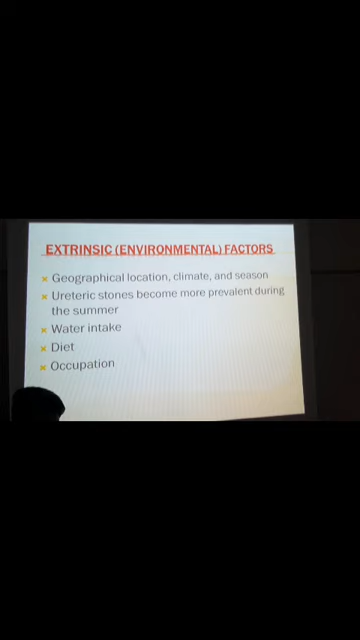 EXTRINSIC (ENVIRONMENTAL) FACTORS
Geographical location, climate, and season
Ureteric stones become more prevalent during
the summer
Water intake
Diet
Occupation